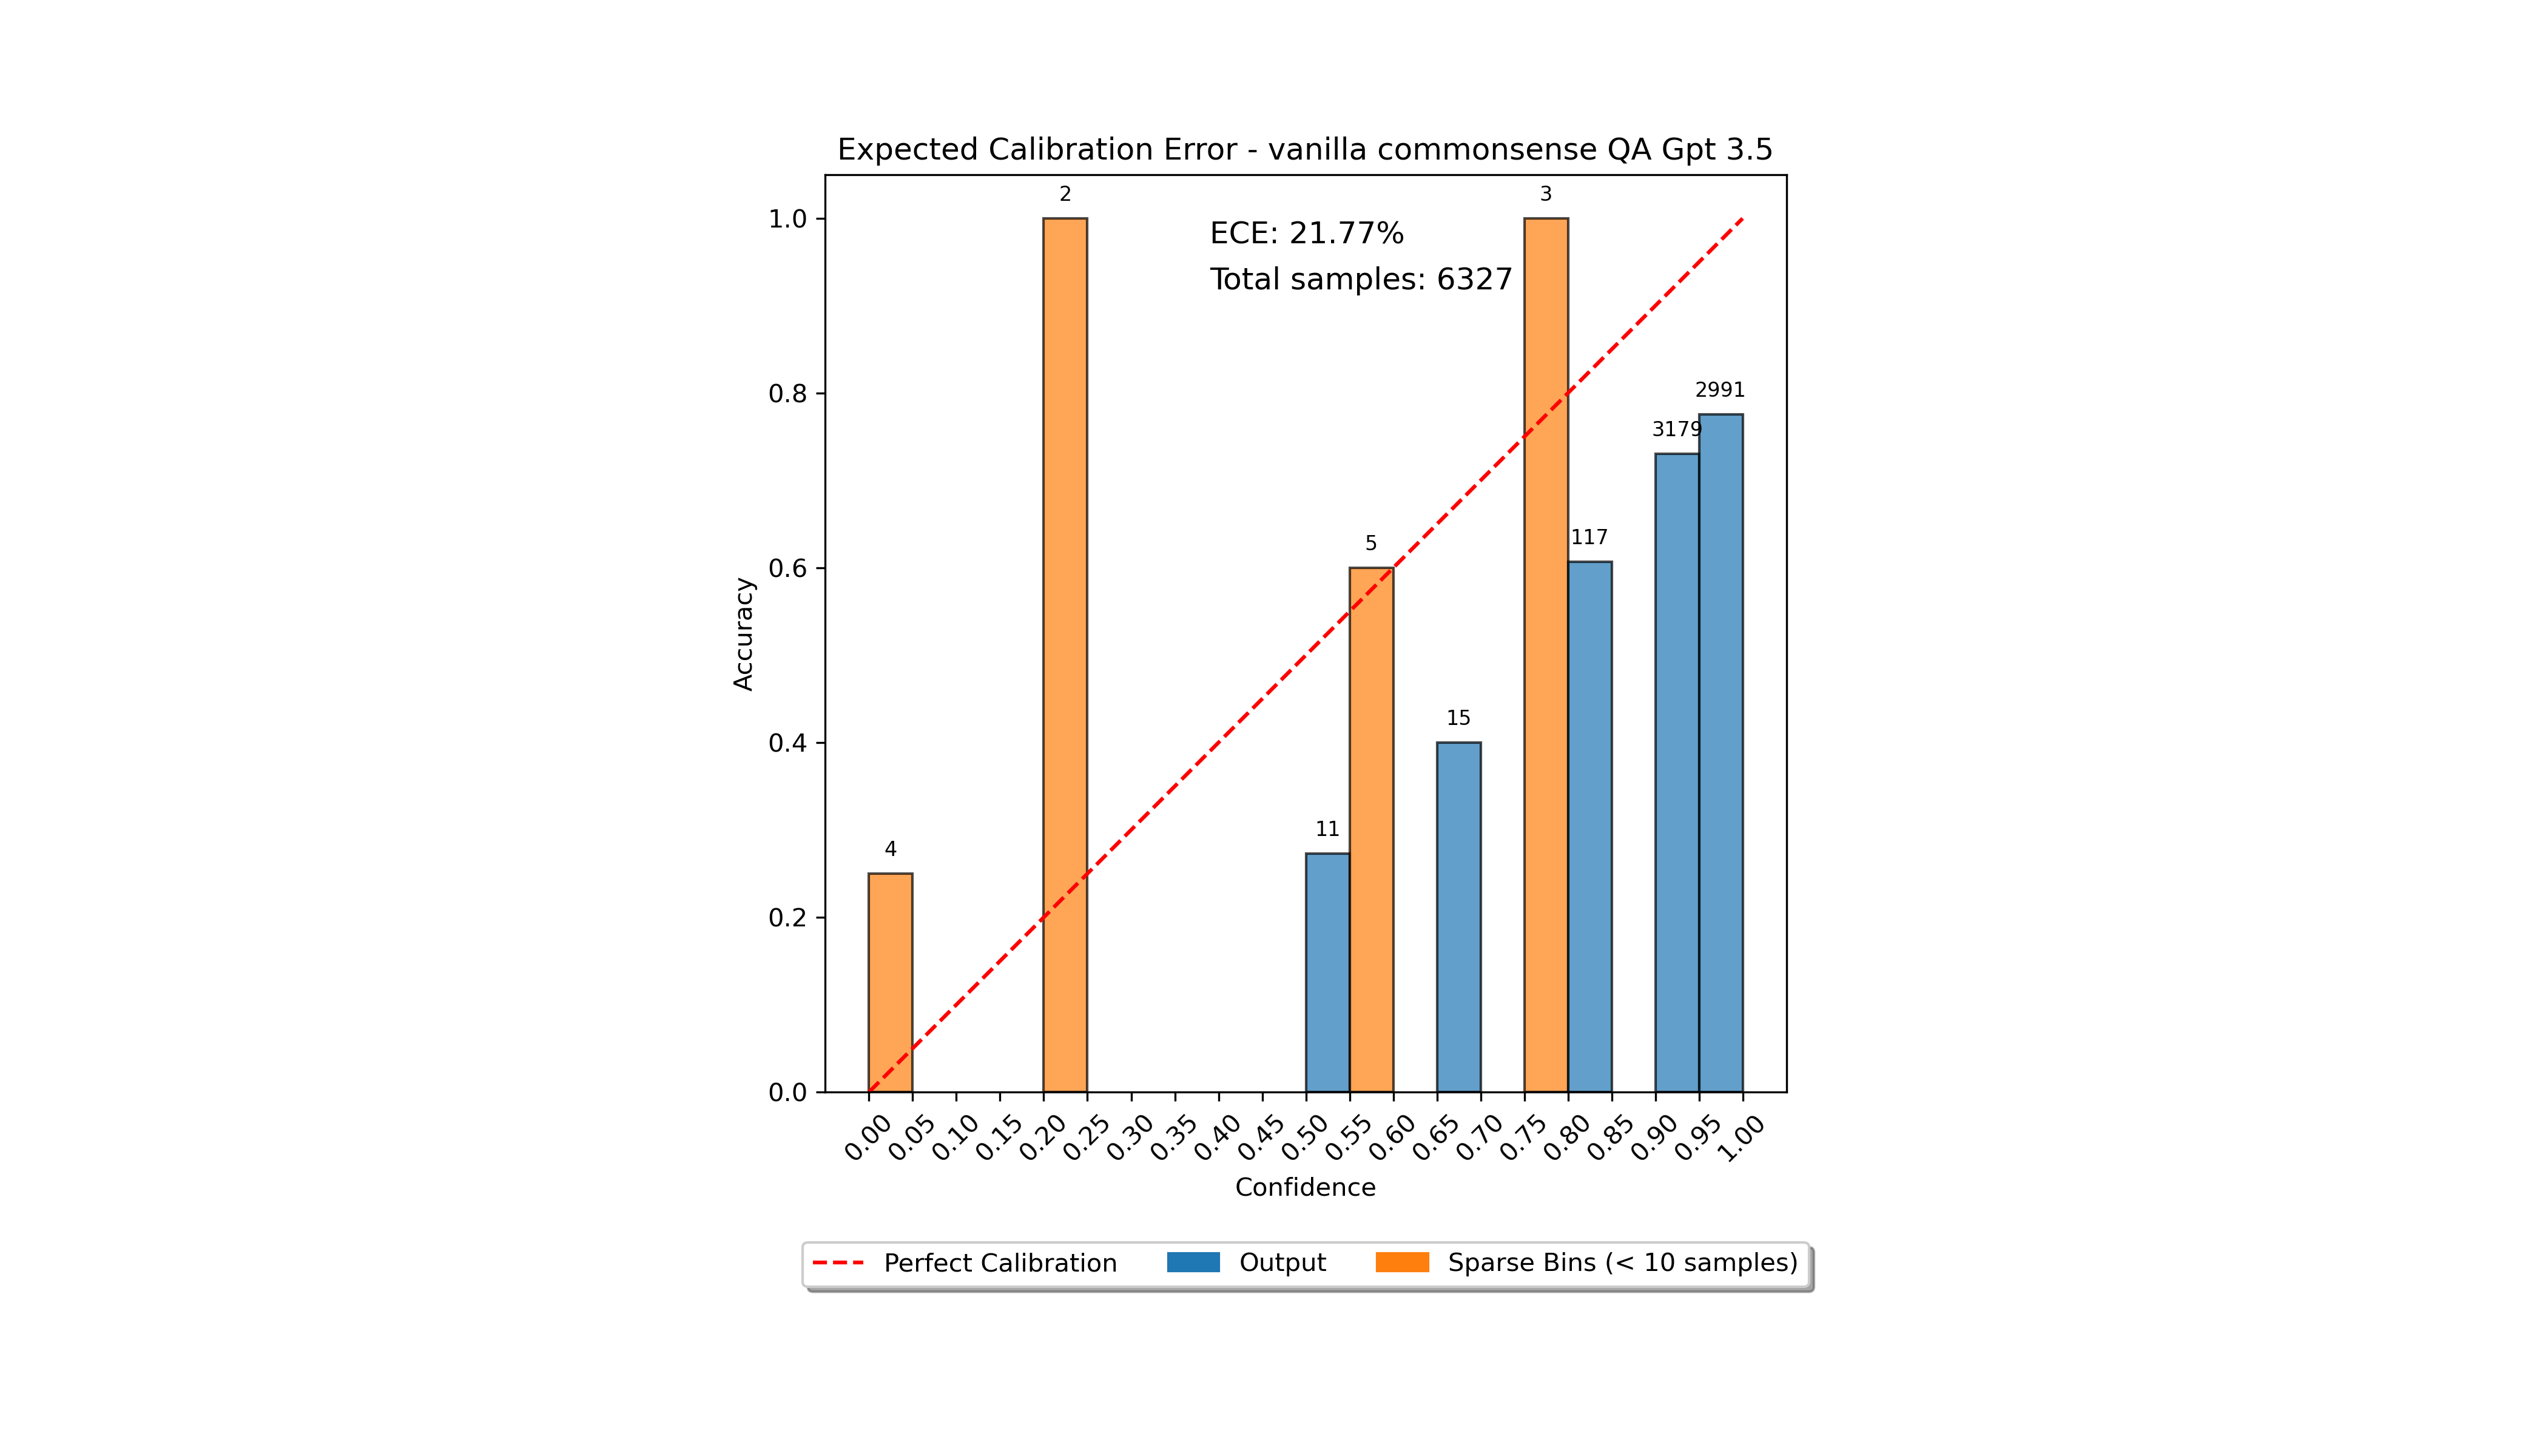 Expected Calibration Error - vanilla commonsense QA Gpt 3.5
2
3
1.0
ECE: 21.77%
Total samples: 6327
0.8
2991
3179
117
5
0.6
Accuracy
15
0.4
11
4
0.2
0.0
0.00 0.05 0.10 0.15 0.20 0.25 0.30 0.35 0.40 0.45 0.50 0.55 0.60 0.65 0.70 0.75 0.80 0.85 0.90 0.95 1.00
Confidence
Perfect Calibration Output Sparse Bins (< 10 samples)